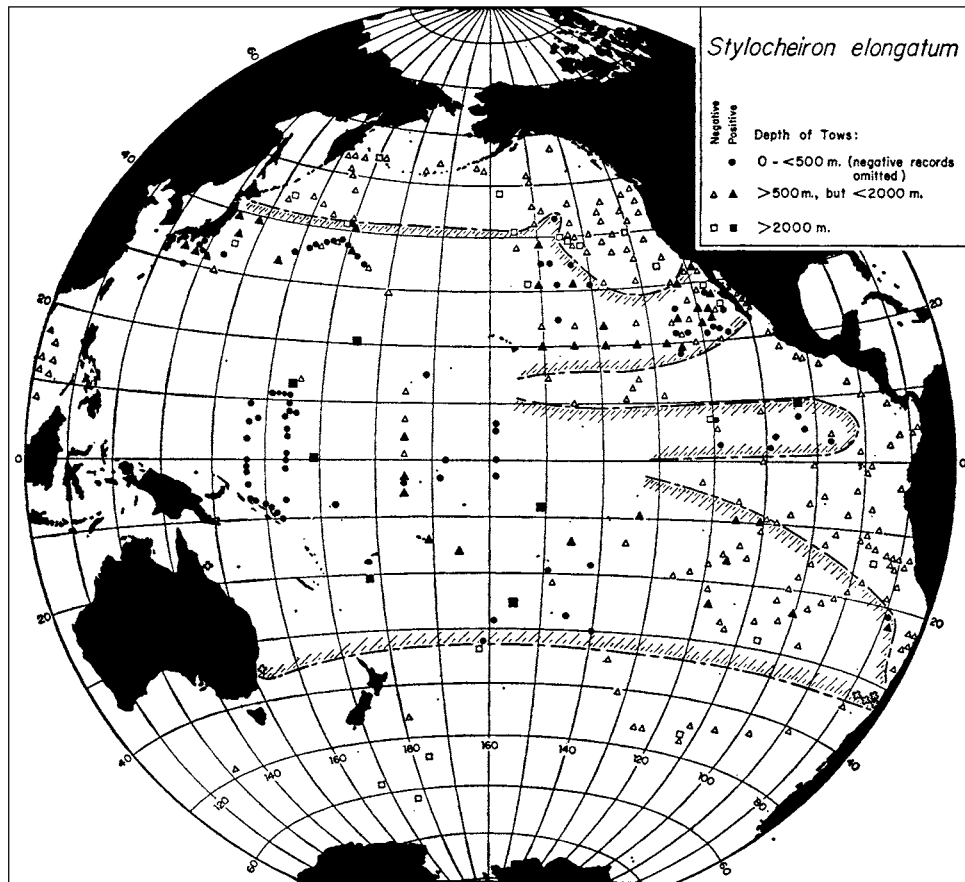 Stylocheiron elongatum
Negative
Positive
Depth of Tows:
0 - <500 m. (negative records
omitted)
>500 m., but <2000 m.
>2000 m.
60
40
20
0
20
40
60
20
0
20
40
60
120
140
160
180
160
140
120
100
80